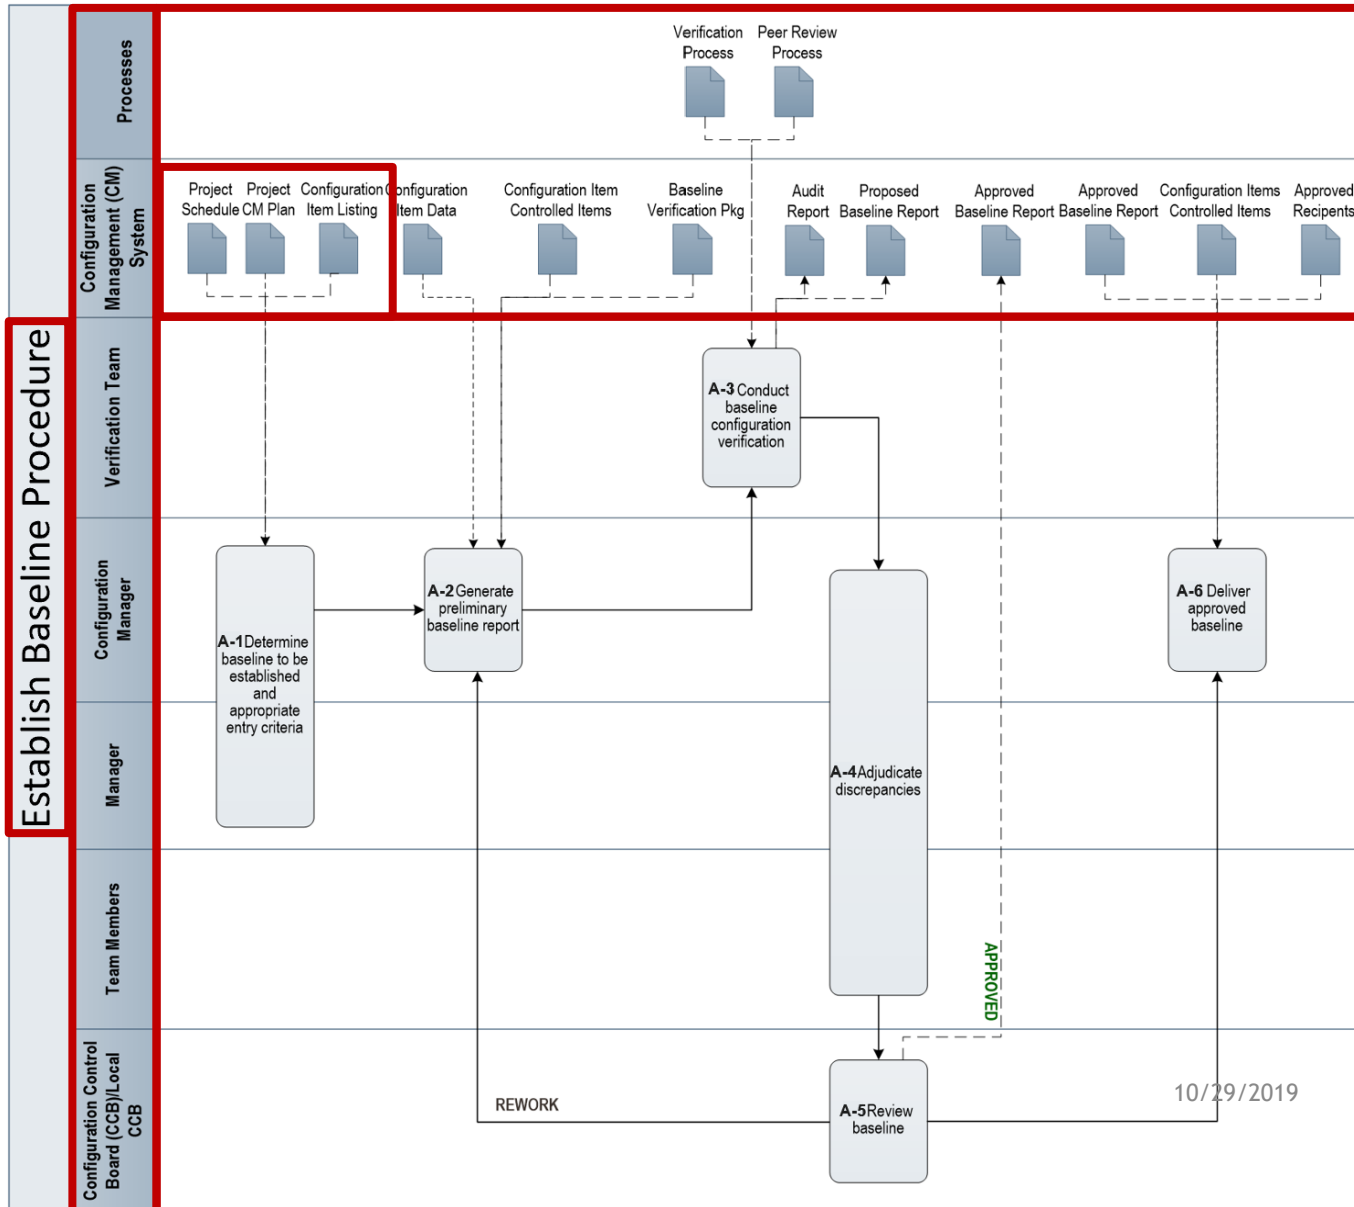 Establish Baseline Procedure
Processes
Verification
Process
Peer Review
Process
Configuration
Management (CM)
System
Project
Schedule
Project
CM Plan
Configuration
Item Listing
Configuration
Item Data
Configuration Item
Controlled Items
Baseline
Verification Pkg
Audit
Report
Proposed
Baseline Report
Approved
Baseline Report
Approved
Baseline Report
Configuration Items
Controlled Items
Approved
Recipents
Verification Team
A-3 Conduct
baseline
configuration
verification
Configuration
Manager
A-1 Determine
baseline to be
established
and
appropriate
entry criteria
A-2 Generate
preliminary
baseline report
A-6 Deliver
approved
baseline
Manager
A-4 Adjudicate
discrepancies
Team Members
APPROVED
Configuration Control
Board (CCB)/Local
CCB
REWORK
A-5 Review
baseline
10/29/2019